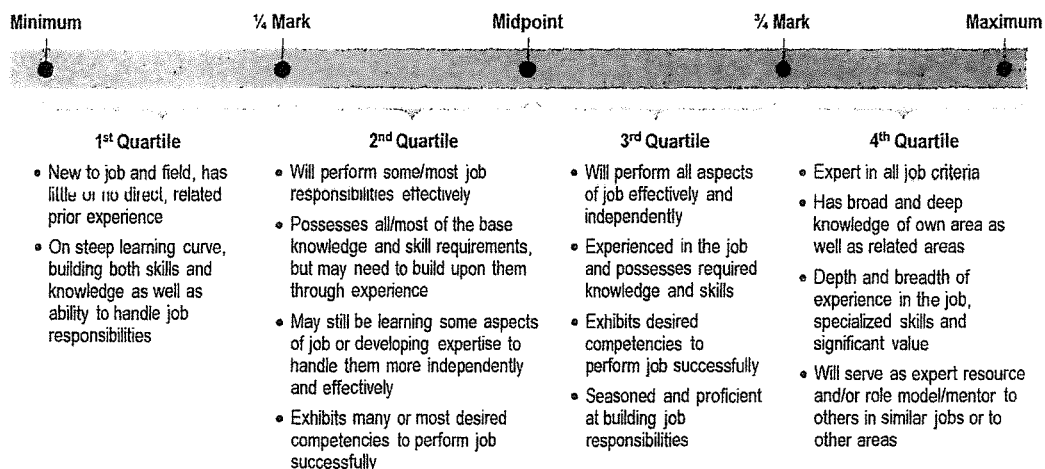 Minimum
¼ Mark
Midpoint
¾ Mark
Maximum
1st Quartile
• New to job and field, has
little or no direct, related
prior experience
• On steep learning curve,
building both skills and
knowledge as well as
ability to handle job
responsibilities
2nd Quartile
• Will perform some/most job
responsibilities effectively
• Possesses all/most of the base
knowledge and skill requirements,
but may need to build upon them
through experience
• May still be learning some aspects
of job or developing expertise to
handle them more independently
and effectively
• Exhibits many or most desired
competencies to perform job
successfully
3rd Quartile
• Will perform all aspects
of job effectively and
independently
• Experienced in the job
and possesses required
knowledge and skills
• Exhibits desired
competencies to
perform job successfully
• Seasoned and proficient
at building job
responsibilities
4th Quartile
• Expert in all job criteria
• Has broad and deep
knowledge of own area as
well as related areas
• Depth and breadth of
experience in the job,
specialized skills and
significant value
• Will serve as expert resource
and/or role model/mentor to
others in similar jobs or to
other areas